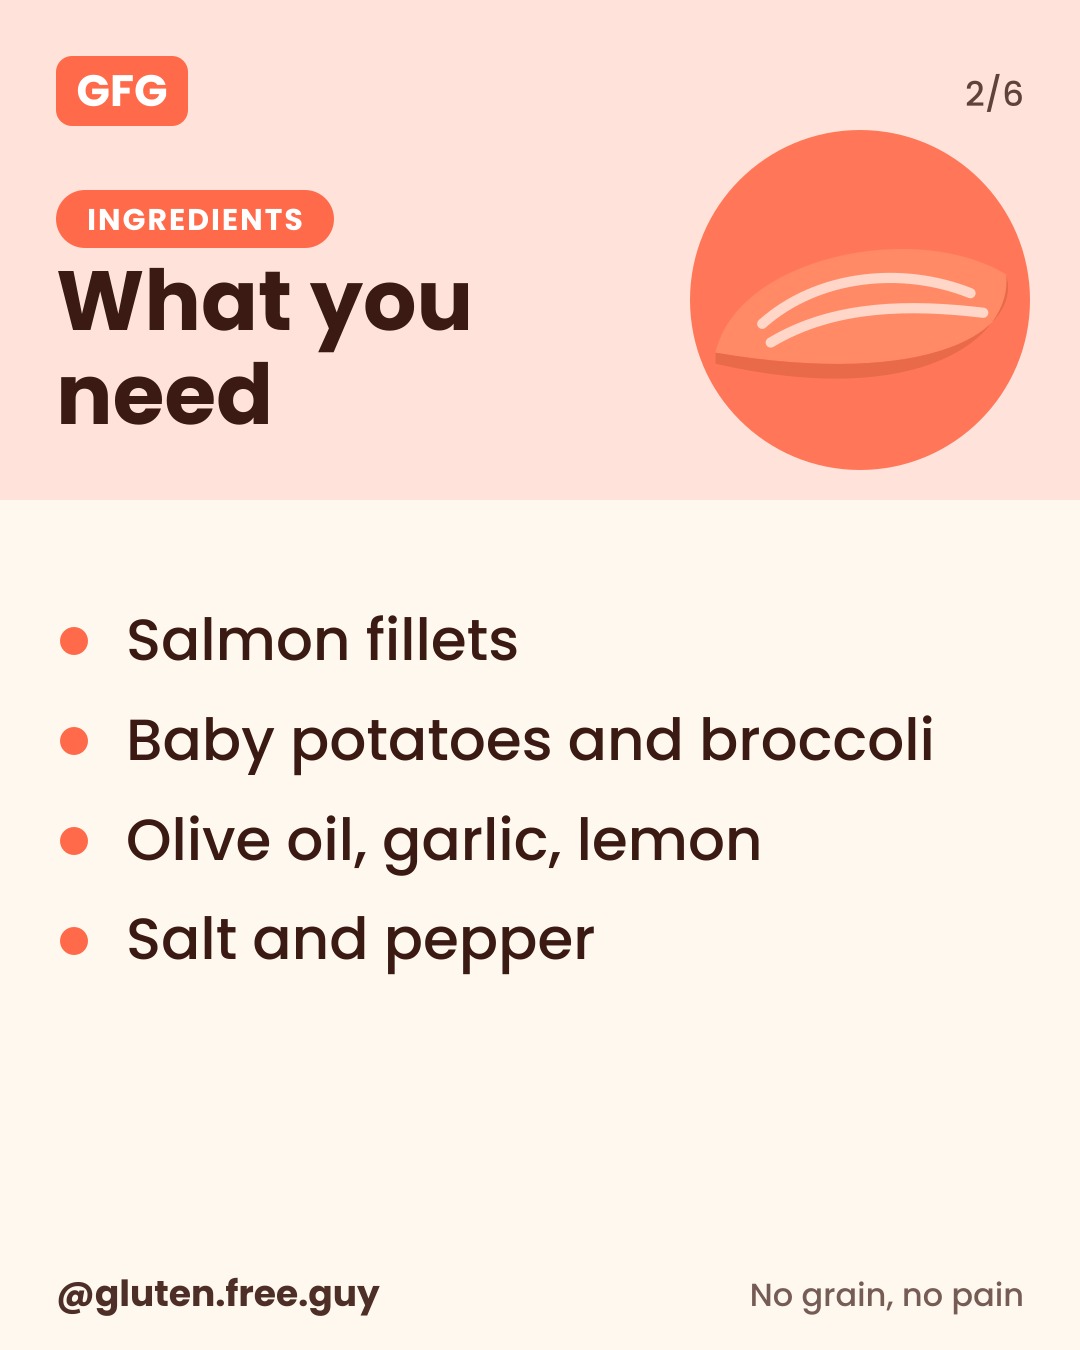 GFG
2/6
INGREDIENTS
What you
need
Salmon fillets
Baby potatoes and broccoli
Olive oil, garlic, lemon
Salt and pepper
@gluten.free.guy
No grain, no pain